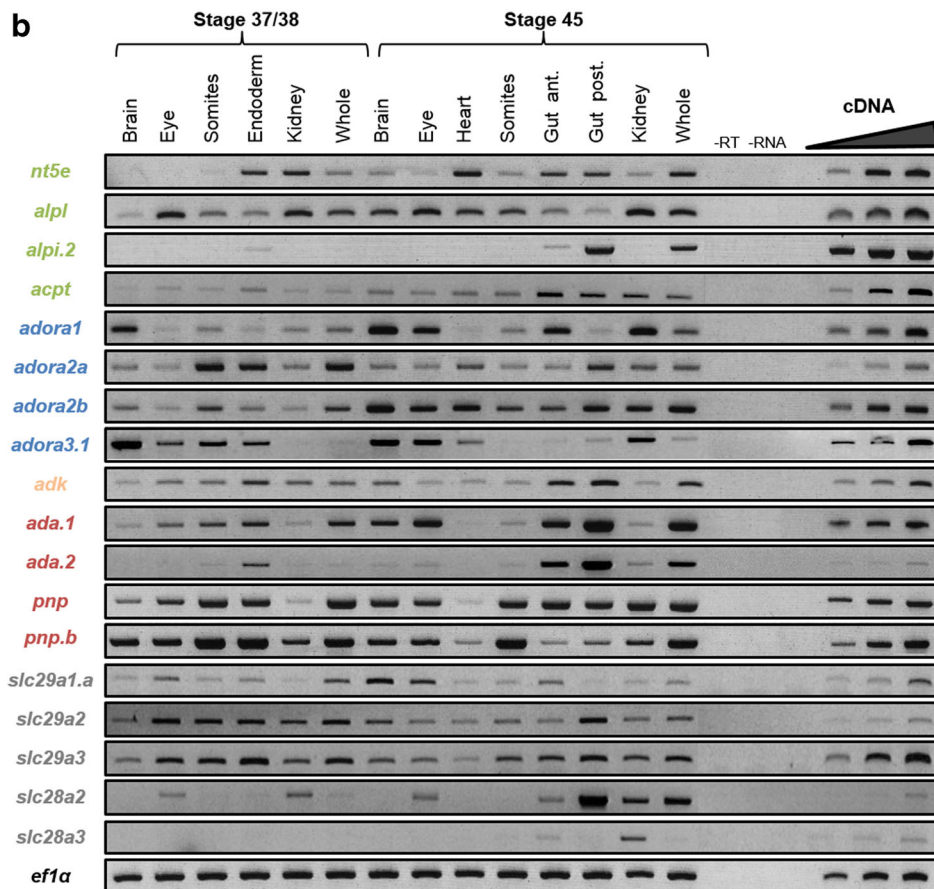 b
Stage 37/38 Stage 45
Brain Eye Somites Endoderm Kidney Whole Brain Eye Heart Somites Gut ant. Gut post. Kidney Whole -RT -RNA cDNA
nt5e
alpl
alpi.2
acpt
adora1
adora2a
adora2b
adora3.1
adk
ada.1
ada.2
pnp
pnp.b
slc29a1.a
slc29a2
slc29a3
slc28a2
slc28a3
ef1α